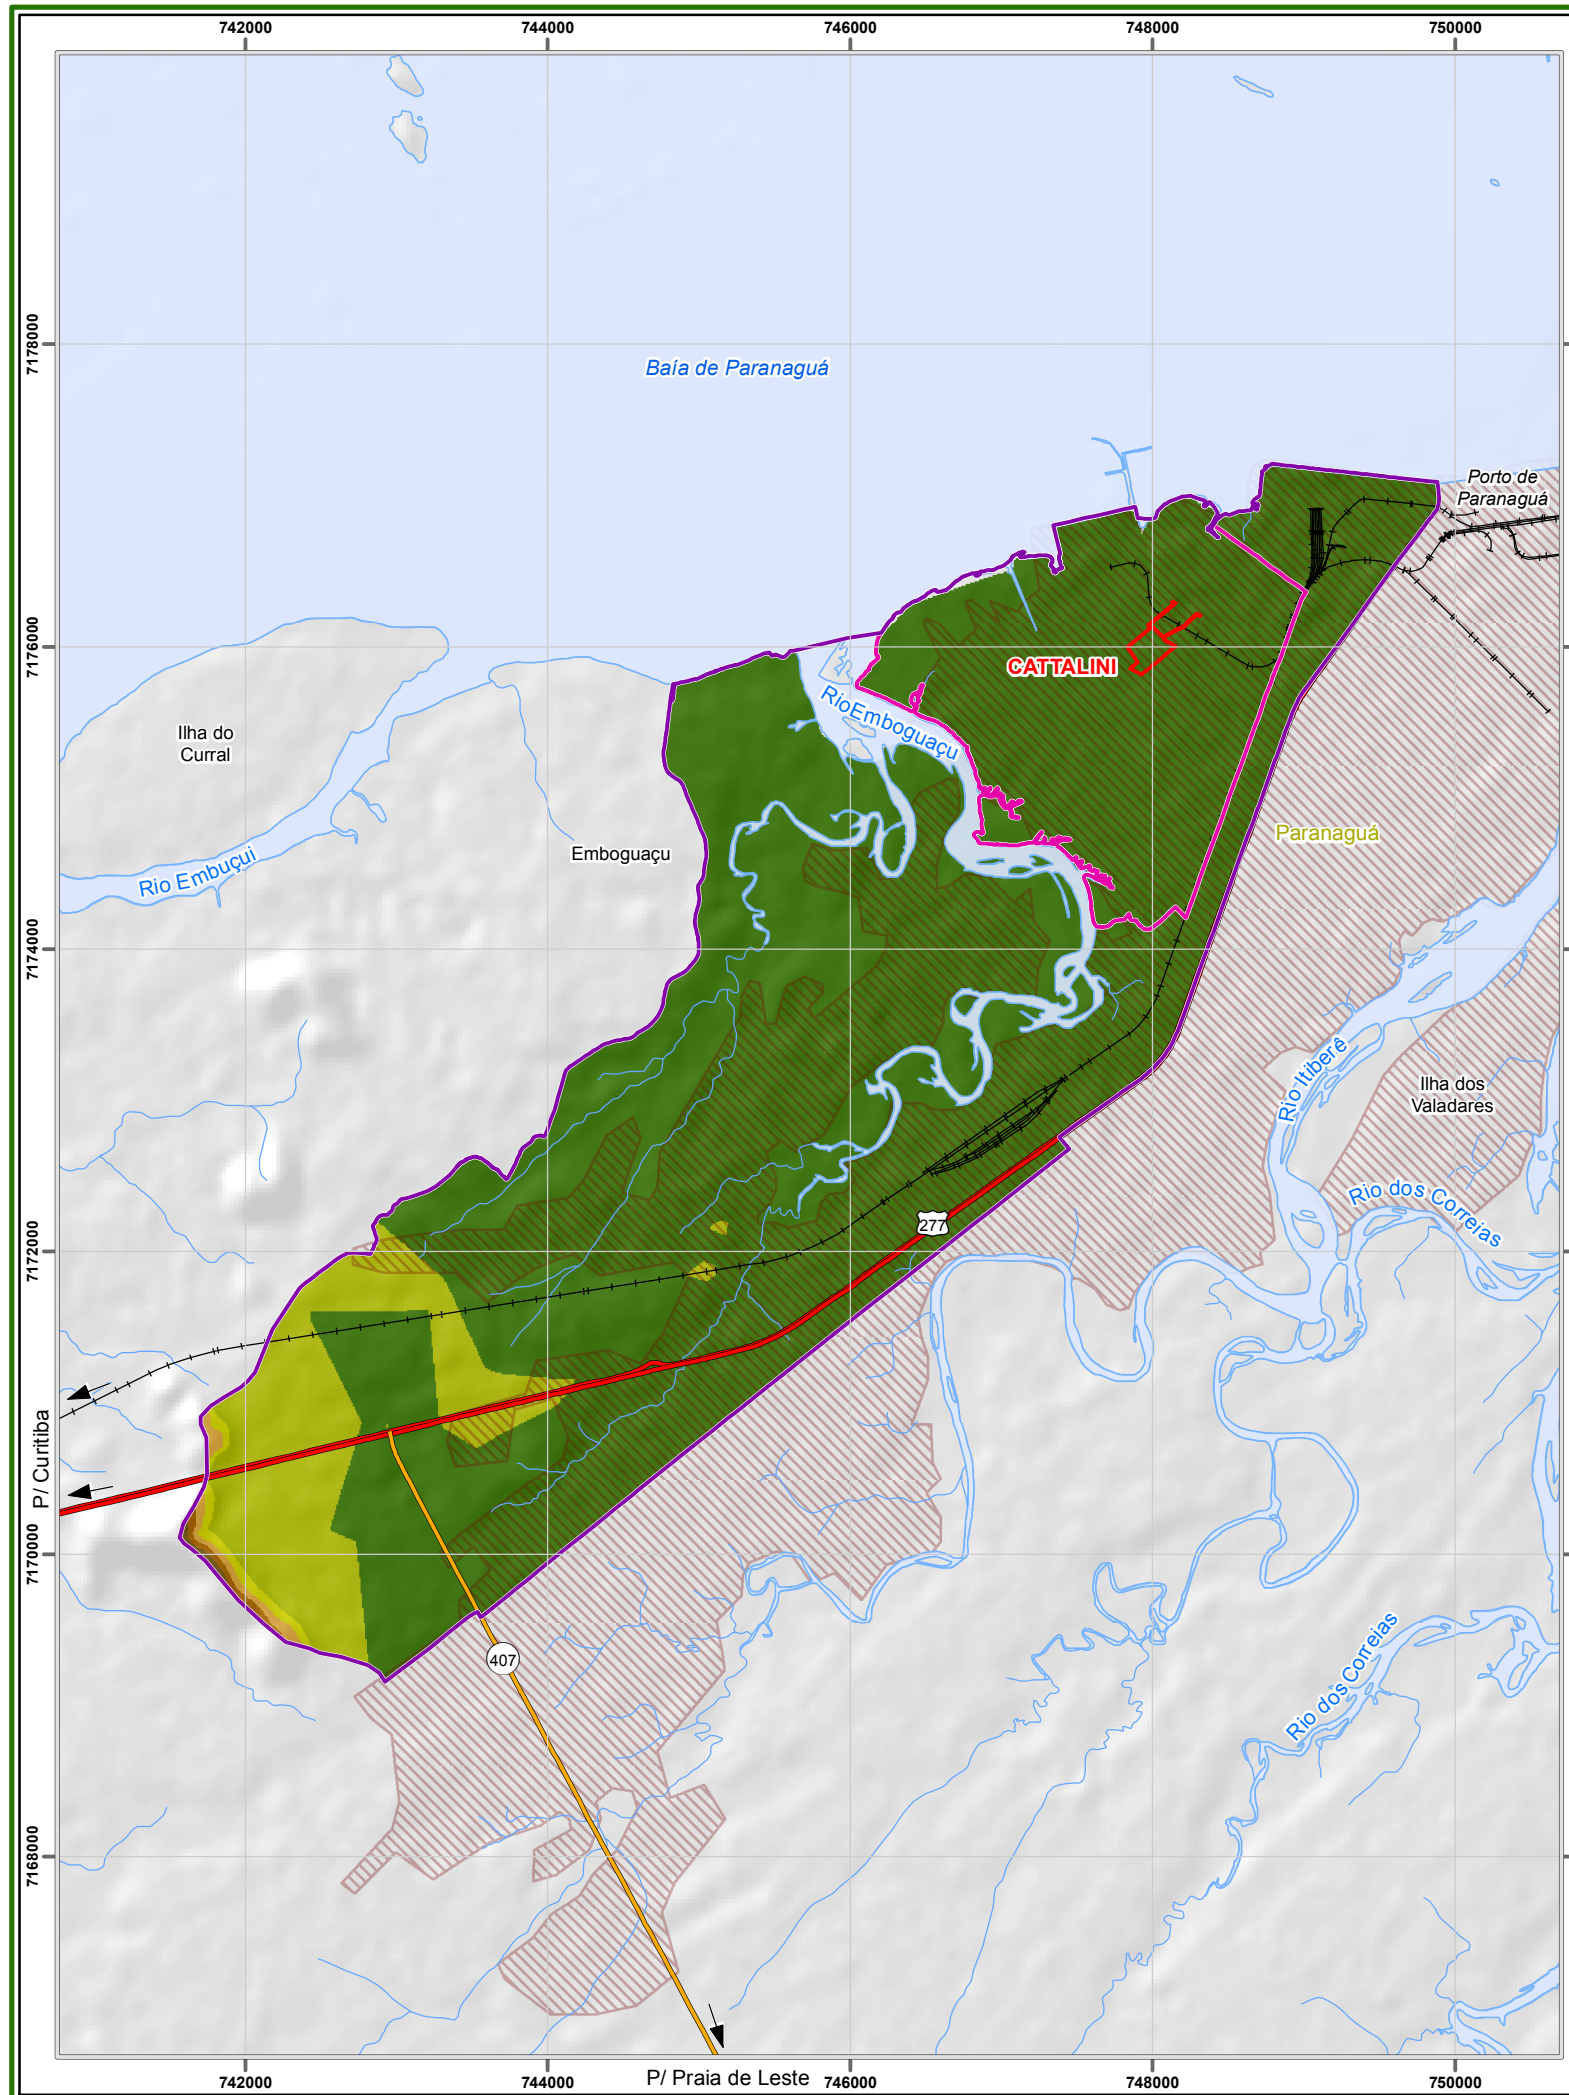 742000
744000
746000
748000
750000
7178000
Baía de Paranaguá
Porto de
Paranaguá
7176000
CATTALINI
RioEmboguaçu
Ilha do
Curral
Paranaguá
Emboguaçu
Rio Embuçui
7174000
Rio Itiberê
Ilha dos
Valadares
Rio dos Correias
277
7172000
P/ Curitiba
7170000
407
Rio dos Correias
7168000
742000
744000
P/ Praia de Leste
746000
748000
750000